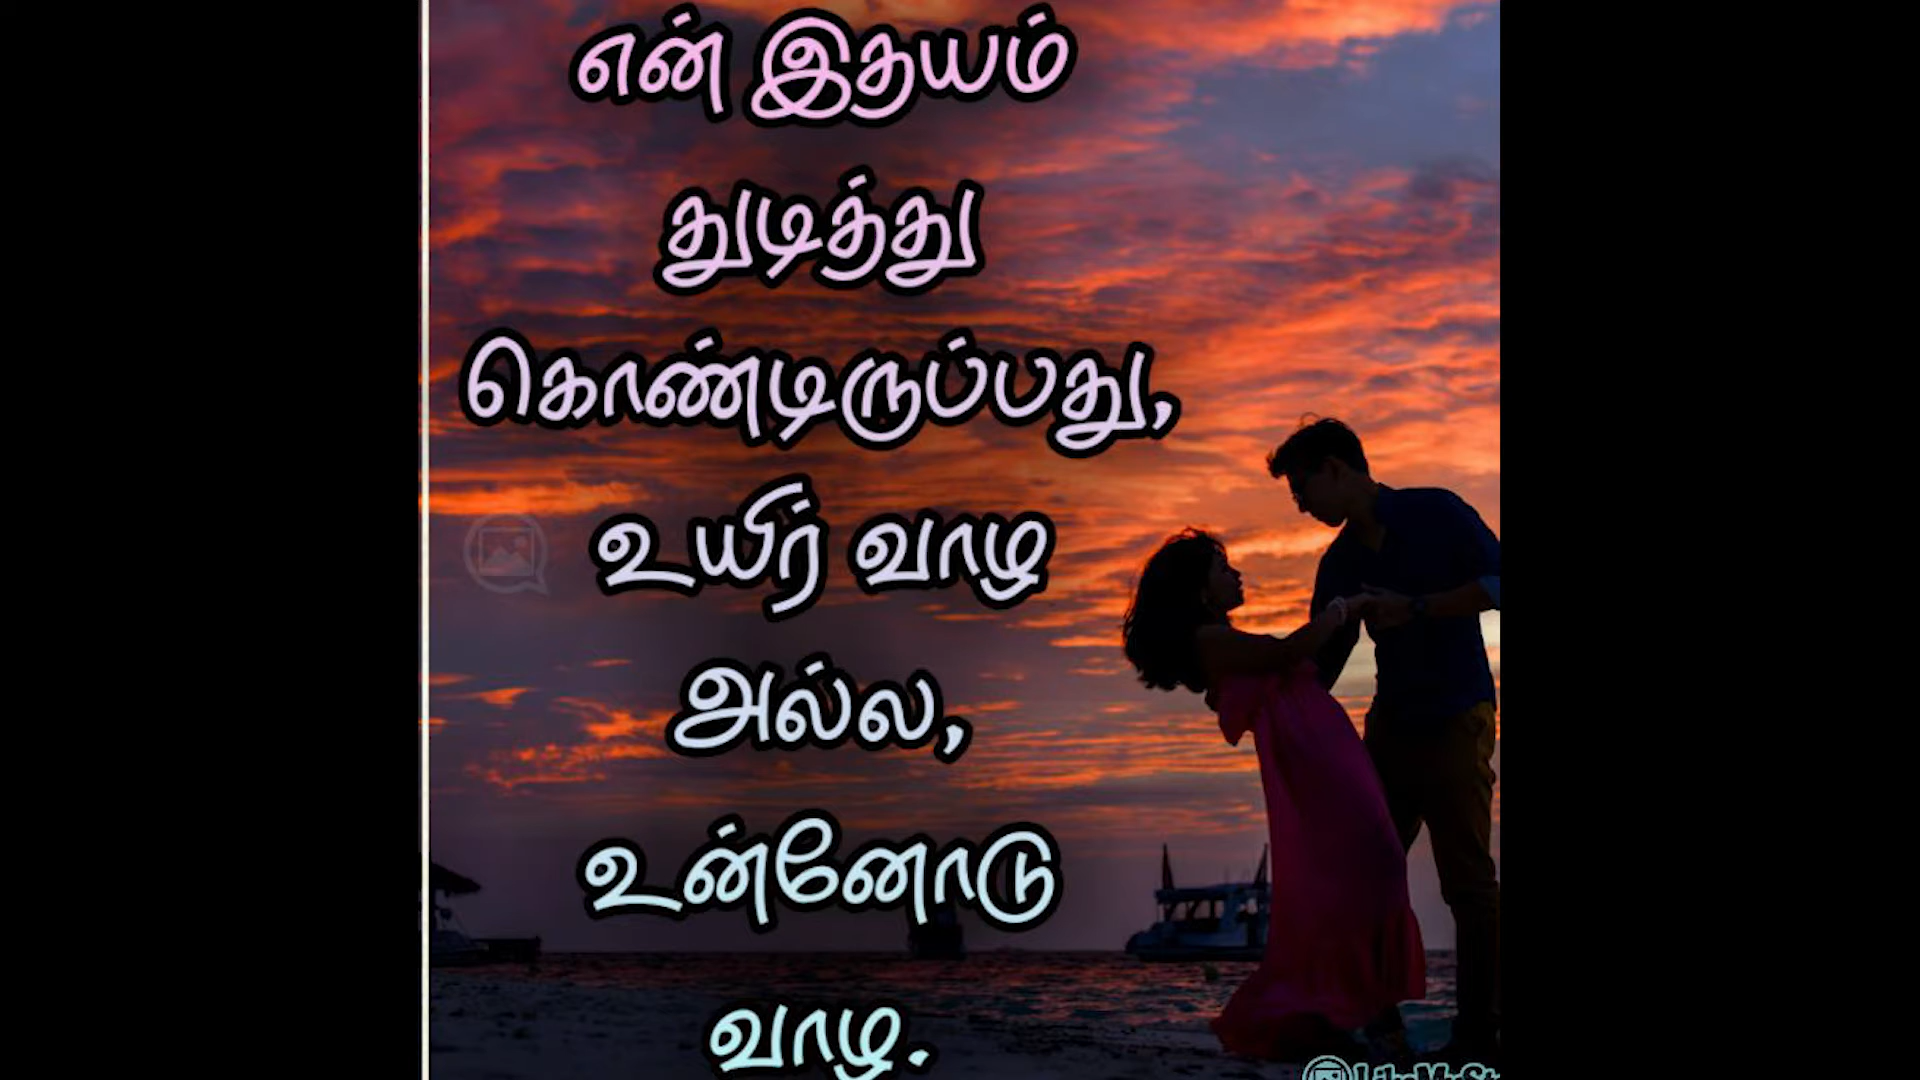 என் இதயம்
துடித்து
கொண்டிருப்பது,
உயிர் வாழ
அல்ல,
உன்னோடு
வாழ.